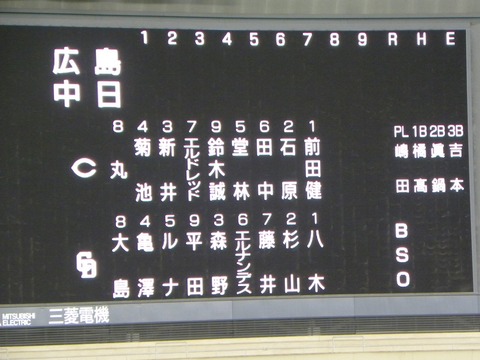 1 2 3 4 5 6 7 8 9 R H E
広島
中日
8 4 3 7 9 5 6 2 1
丸 菊池 新井 エルドレッド 鈴木誠 堂林 田中 石原 前田健
PL 1B 2B 3B
嶋田 橘髙 眞鍋 吉本
8 4 5 9 3 6 7 2 1
大島 亀澤 ルナ 平田 森野 エルナンデス 藤井 杉山 八木
B
S
O
MITSUBISHI
ELECTRIC
三菱電機